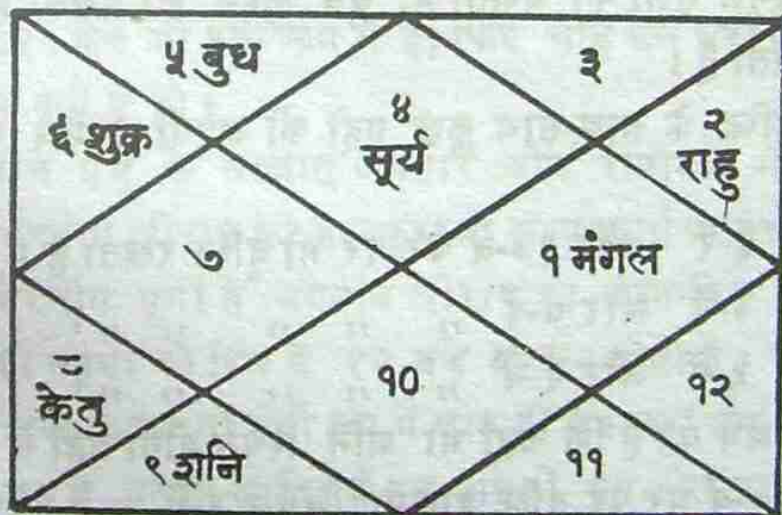 ५ बुध
३
६ शुक्र
४
सूर्य
२
राहु
७
१ मंगल
८
केतु
१०
१२
९ शनि
११